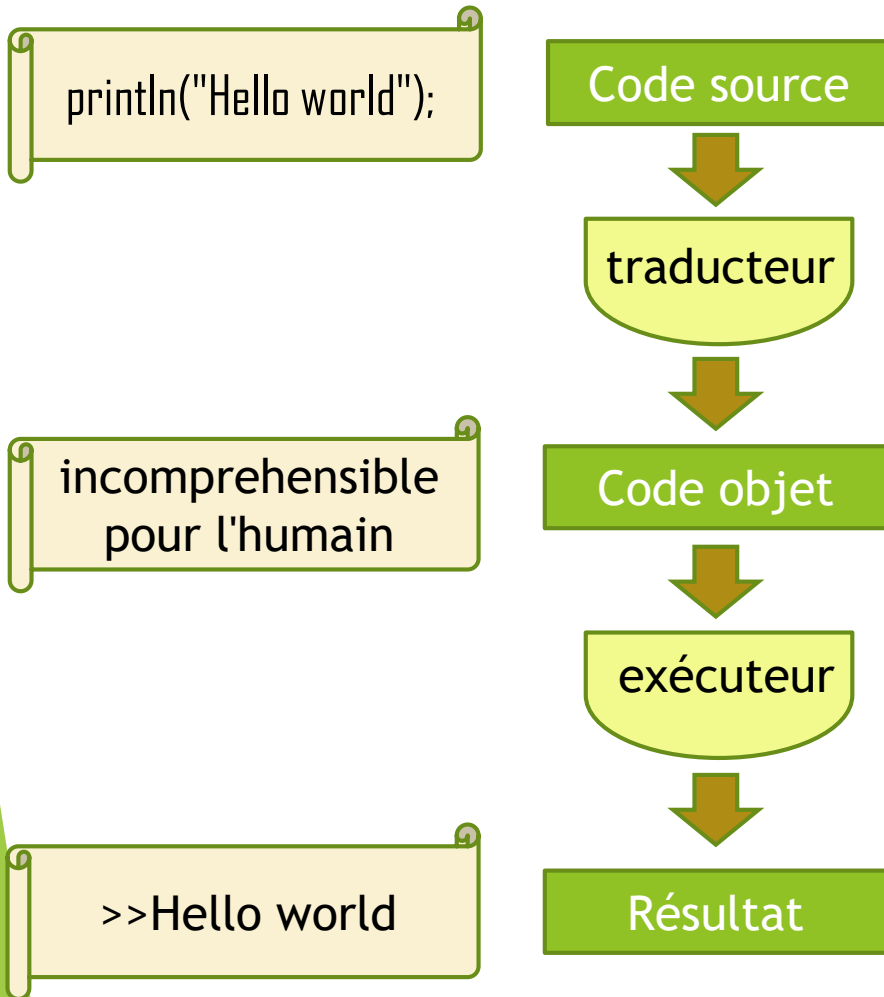 println("Hello world");
Code source
traducteur
incomprehensible
pour l'humain
Code objet
exécuteur
>>Hello world
Résultat